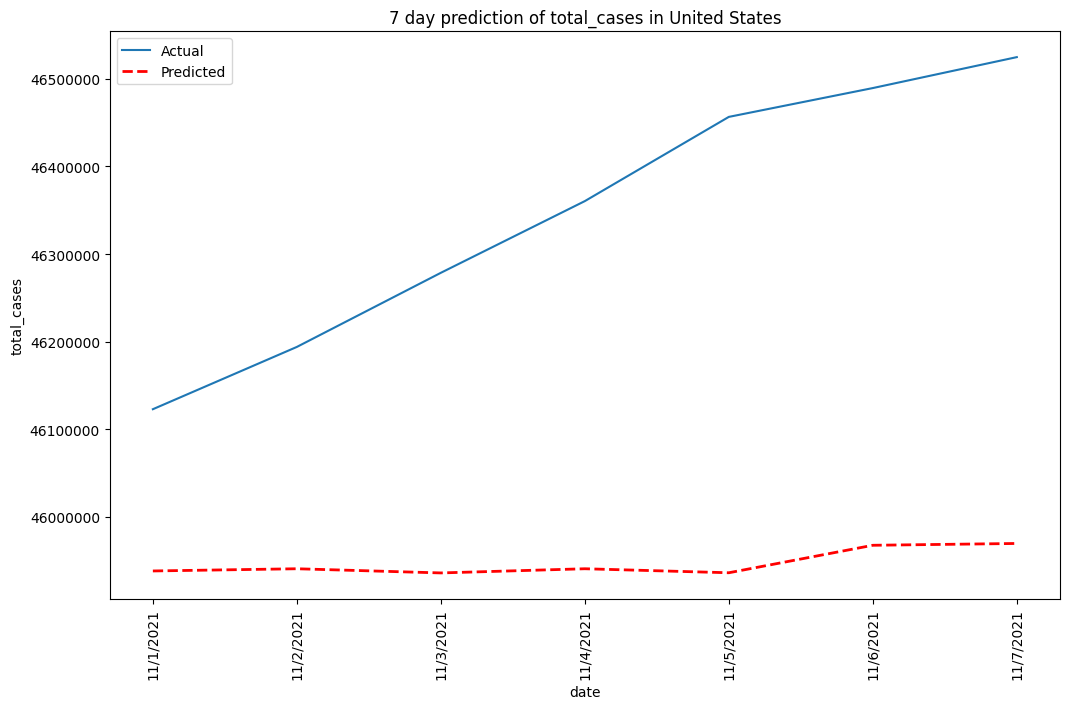 7 day prediction of total_cases in United States
Actual
Predicted
46500000
46400000
46300000
46200000
46100000
46000000
total_cases
11/1/2021
11/2/2021
11/3/2021
11/4/2021
11/5/2021
11/6/2021
11/7/2021
date